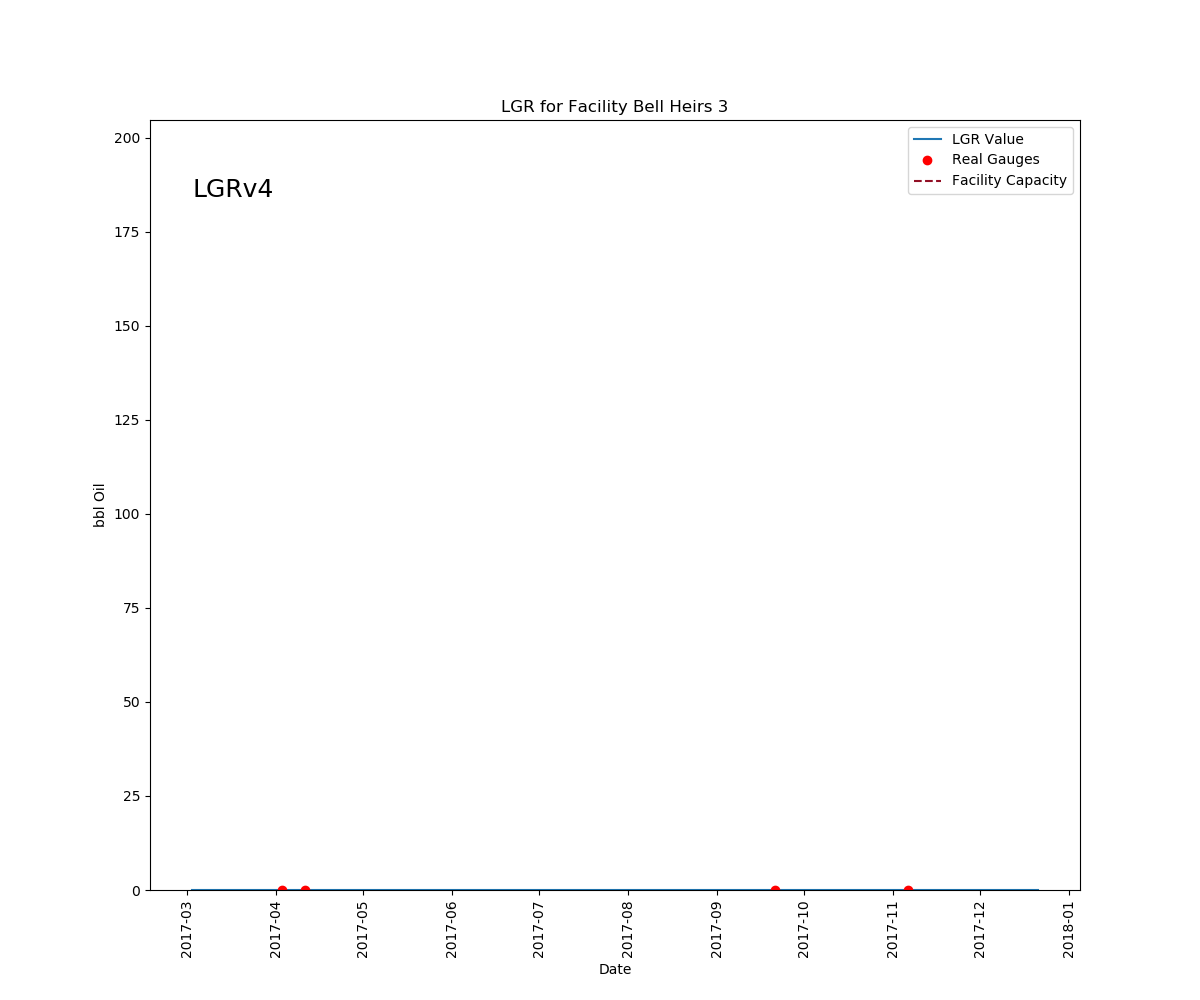 LGR for Facility Bell Heirs 3
LGR Value
Real Gauges
Facility Capacity
LGRv4
200
175
150
125
100
75
50
25
0
bbl Oil
2017-03
2017-04
2017-05
2017-06
2017-07
2017-08
2017-09
2017-10
2017-11
2017-12
2018-01
Date